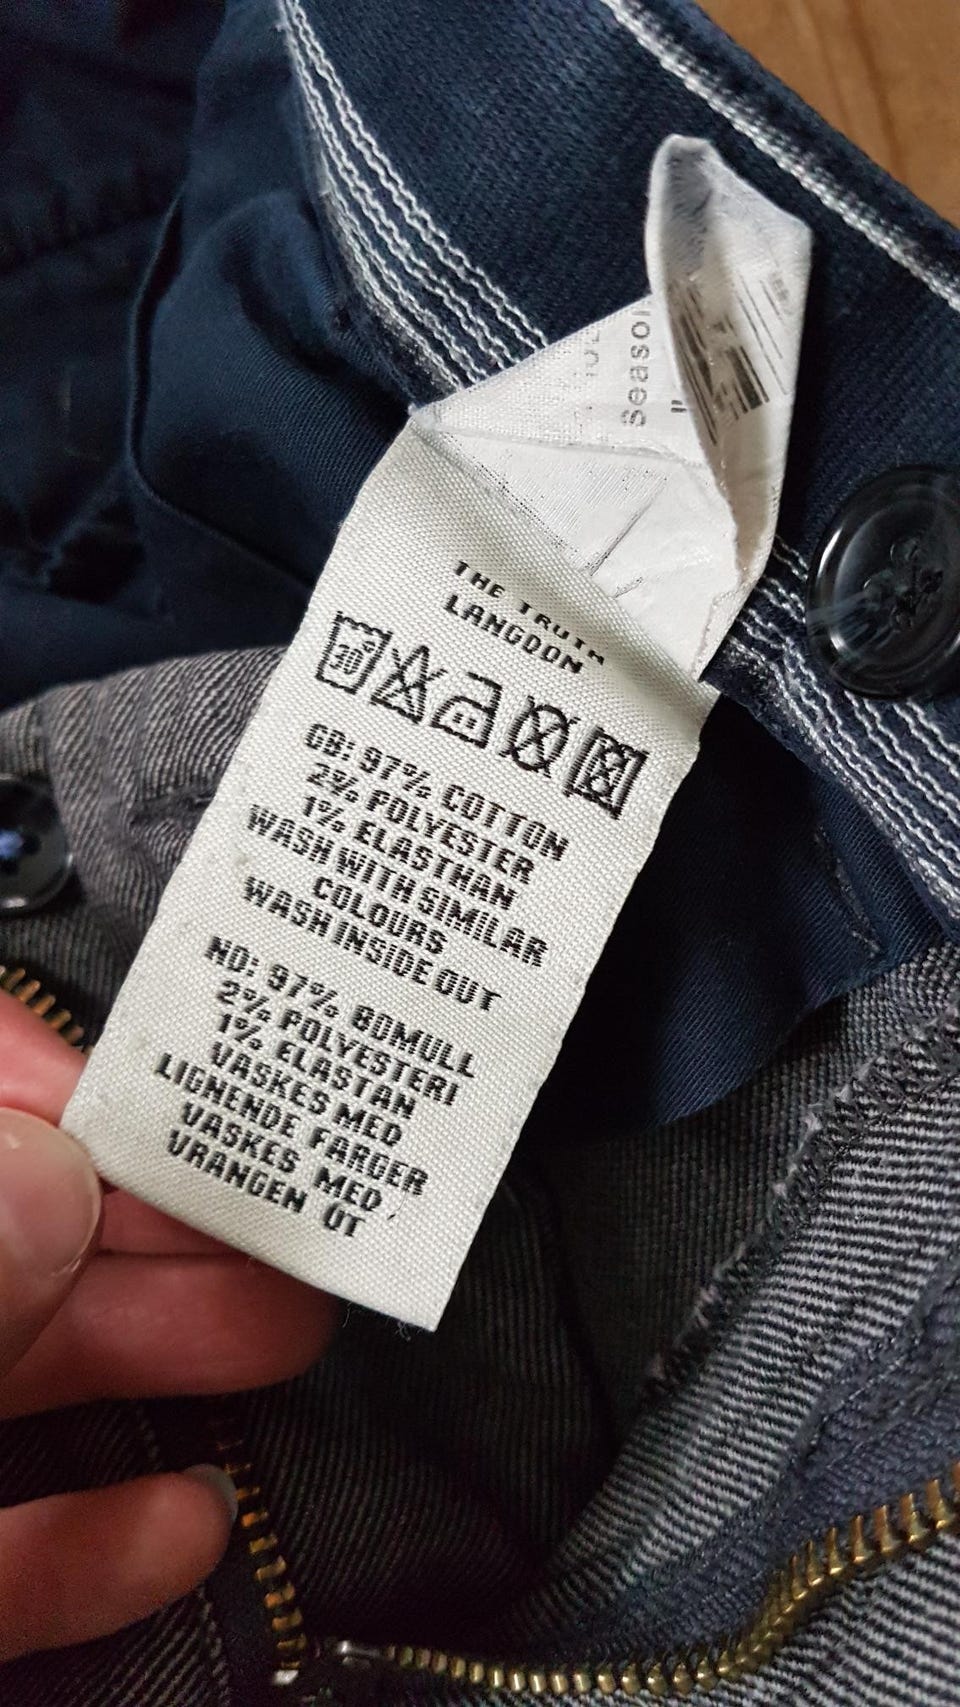 Season
THE TRUTH
LANGDON
30°
GB: 97% COTTON
2% POLYESTER
1% ELASTHAN
WASH WITH SIMILAR
COLOURS
WASH INSIDE OUT
NO: 97% BOMULL
2% POLYESTERI
1% ELASTAN
VASKES MED
LIGNENDE FARGER
VASKES MED
VRANGEN UT